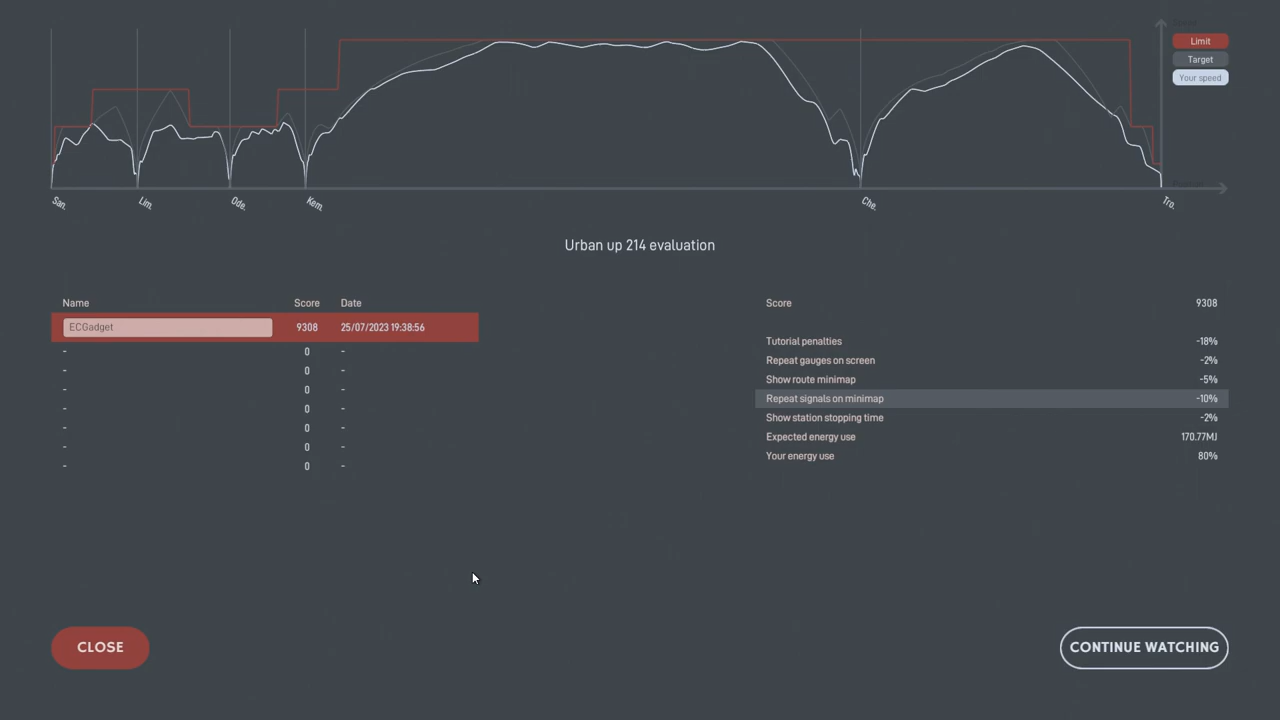 Speed
Limit
Target
Your speed
San.
Lim.
Ode.
Kem.
Che.
Tro.
Urban up 214 evaluation
Name Score Date
ECGadget 9308 25/07/2023 19:38:56
- 0 -
- 0 -
- 0 -
- 0 -
- 0 -
- 0 -
- 0 -
Score 9308
Tutorial penalties -18%
Repeat gauges on screen -2%
Show route minimap -5%
Repeat signals on minimap -10%
Show station stopping time -2%
Expected energy use 170.77MJ
Your energy use 80%
CLOSE
CONTINUE WATCHING